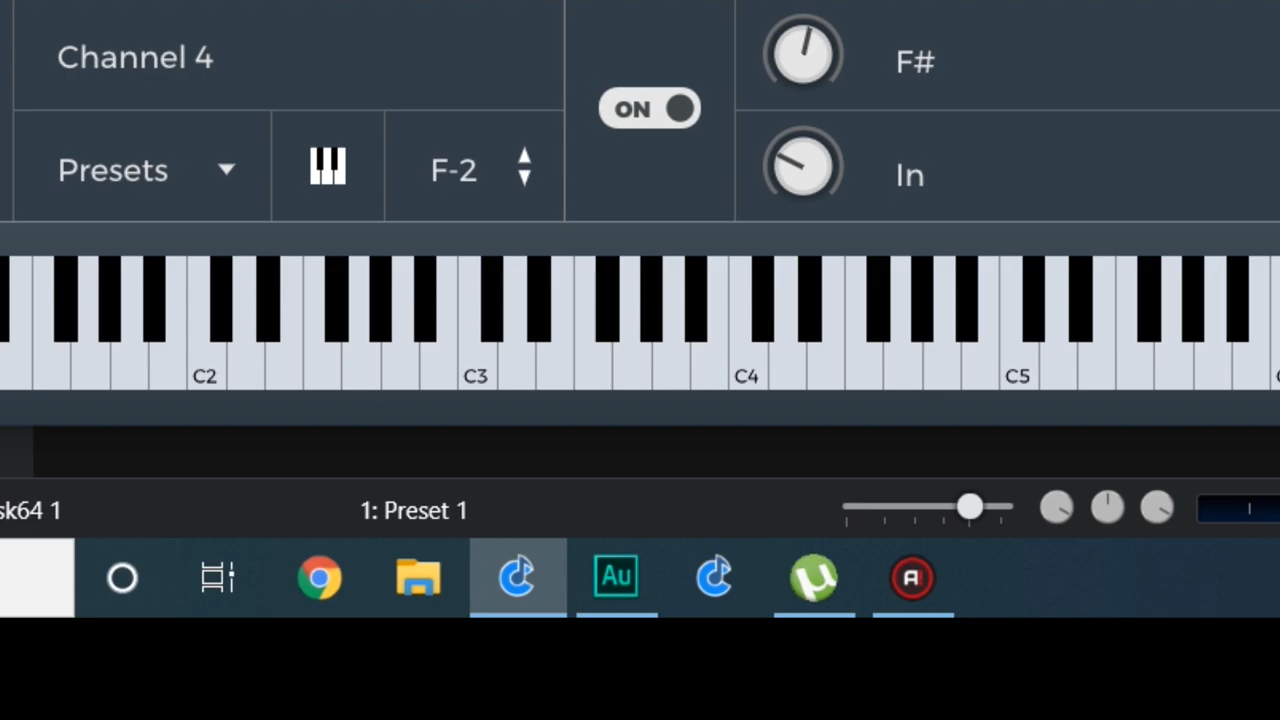 Channel 4
ON
F#
Presets
F-2
In
C2
C3
C4
C5
sk64 1
1: Preset 1
Au
µ
A